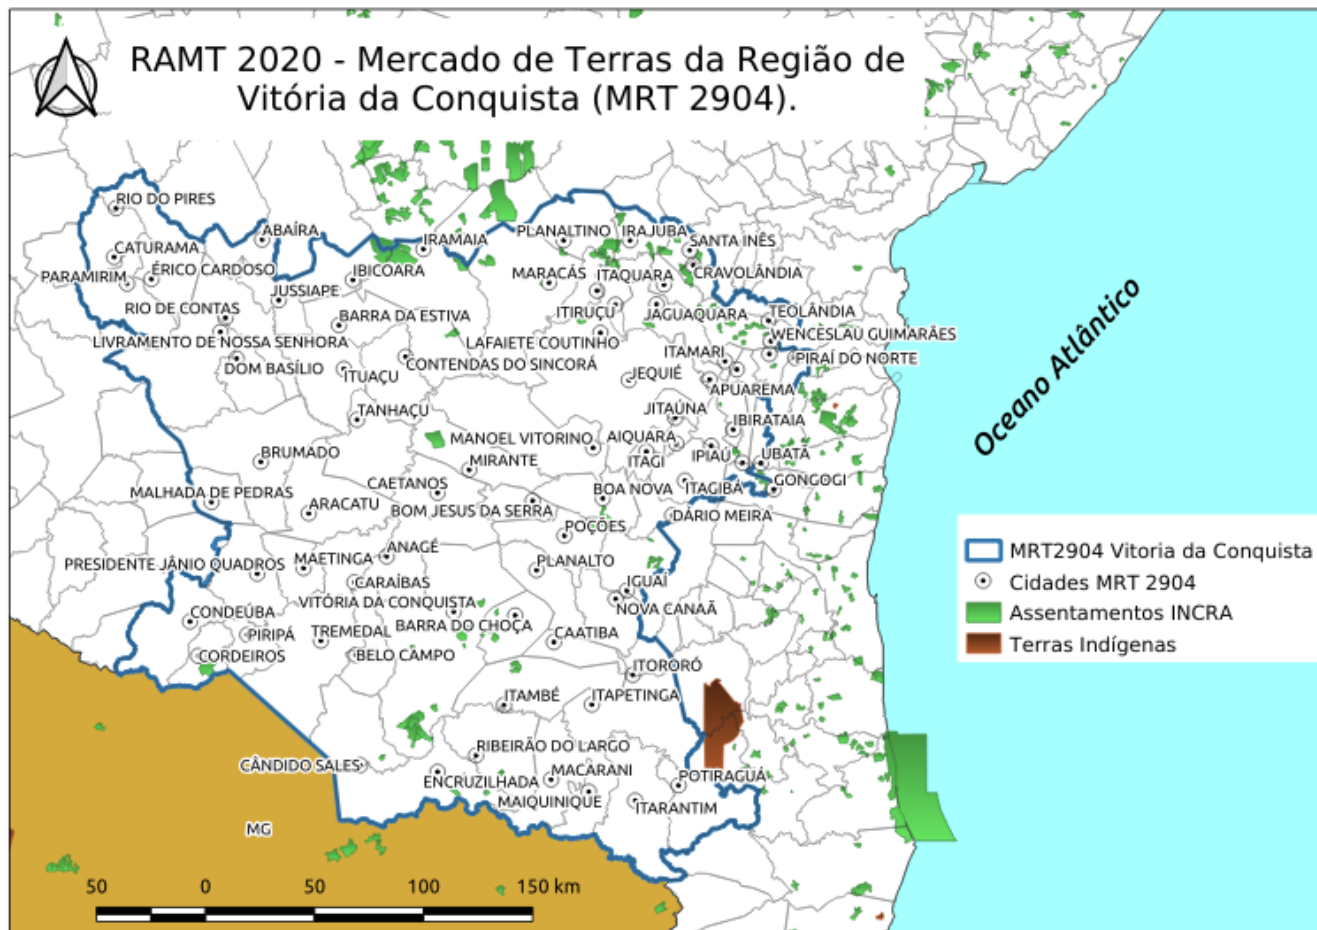 RAMT 2020 - Mercado de Terras da Região de
Vitória da Conquista (MRT 2904).
RIO DO PIRES
ABAÍRA
IRAMAIA
PLANALTINO
IRAJUBA
SANTA INÊS
CATURAMA
PARAMIRIM
ÉRICO CARDOSO
IBICOARA
MARACÁS
ITAQUARA
CRAVOLÂNDIA
JUSSIAPE
RIO DE CONTAS
BARRA DA ESTIVA
ITIRUÇU
JAGUAQUARA
TEOLÂNDIA
LIVRAMENTO DE NOSSA SENHORA
LAFAIETE COUTINHO
WENCESLAU GUIMARÃES
DOM BASÍLIO
ITUAÇU
CONTENDAS DO SINCORÁ
ITAMARI
PIRAÍ DO NORTE
JEQUIÉ
APUAREMA
TANHAÇU
JITAÚNA
IBIRATAIA
BRUMADO
MANOEL VITORINO
AIQUARA
MIRANTE
ITAGI
IPIAÚ
UBATÃ
MALHADA DE PEDRAS
CAETANOS
BOA NOVA
ITAGIBÁ
GONGOGI
ARACATU
BOM JESUS DA SERRA
DÁRIO MEIRA
POÇÕES
PRESIDENTE JÂNIO QUADROS
MAETINGA
ANAGÉ
PLANALTO
CARAÍBAS
IGUAÍ
VITÓRIA DA CONQUISTA
NOVA CANAÃ
CONDEÚBA
PIRIPÁ
TREMEDAL
BARRA DO CHOÇA
CAATIBA
CORDEIROS
BELO CAMPO
ITORORÓ
ITAMBÉ
ITAPETINGA
CÂNDIDO SALES
RIBEIRÃO DO LARGO
ENCRUZILHADA
MACARANI
POTIRAGUÁ
MAIQUINIQUE
ITARANTIM
MG
Oceano Atlântico
MRT2904 Vitoria da Conquista
Cidades MRT 2904
Assentamentos INCRA
Terras Indígenas
50 0 50 100 150 km